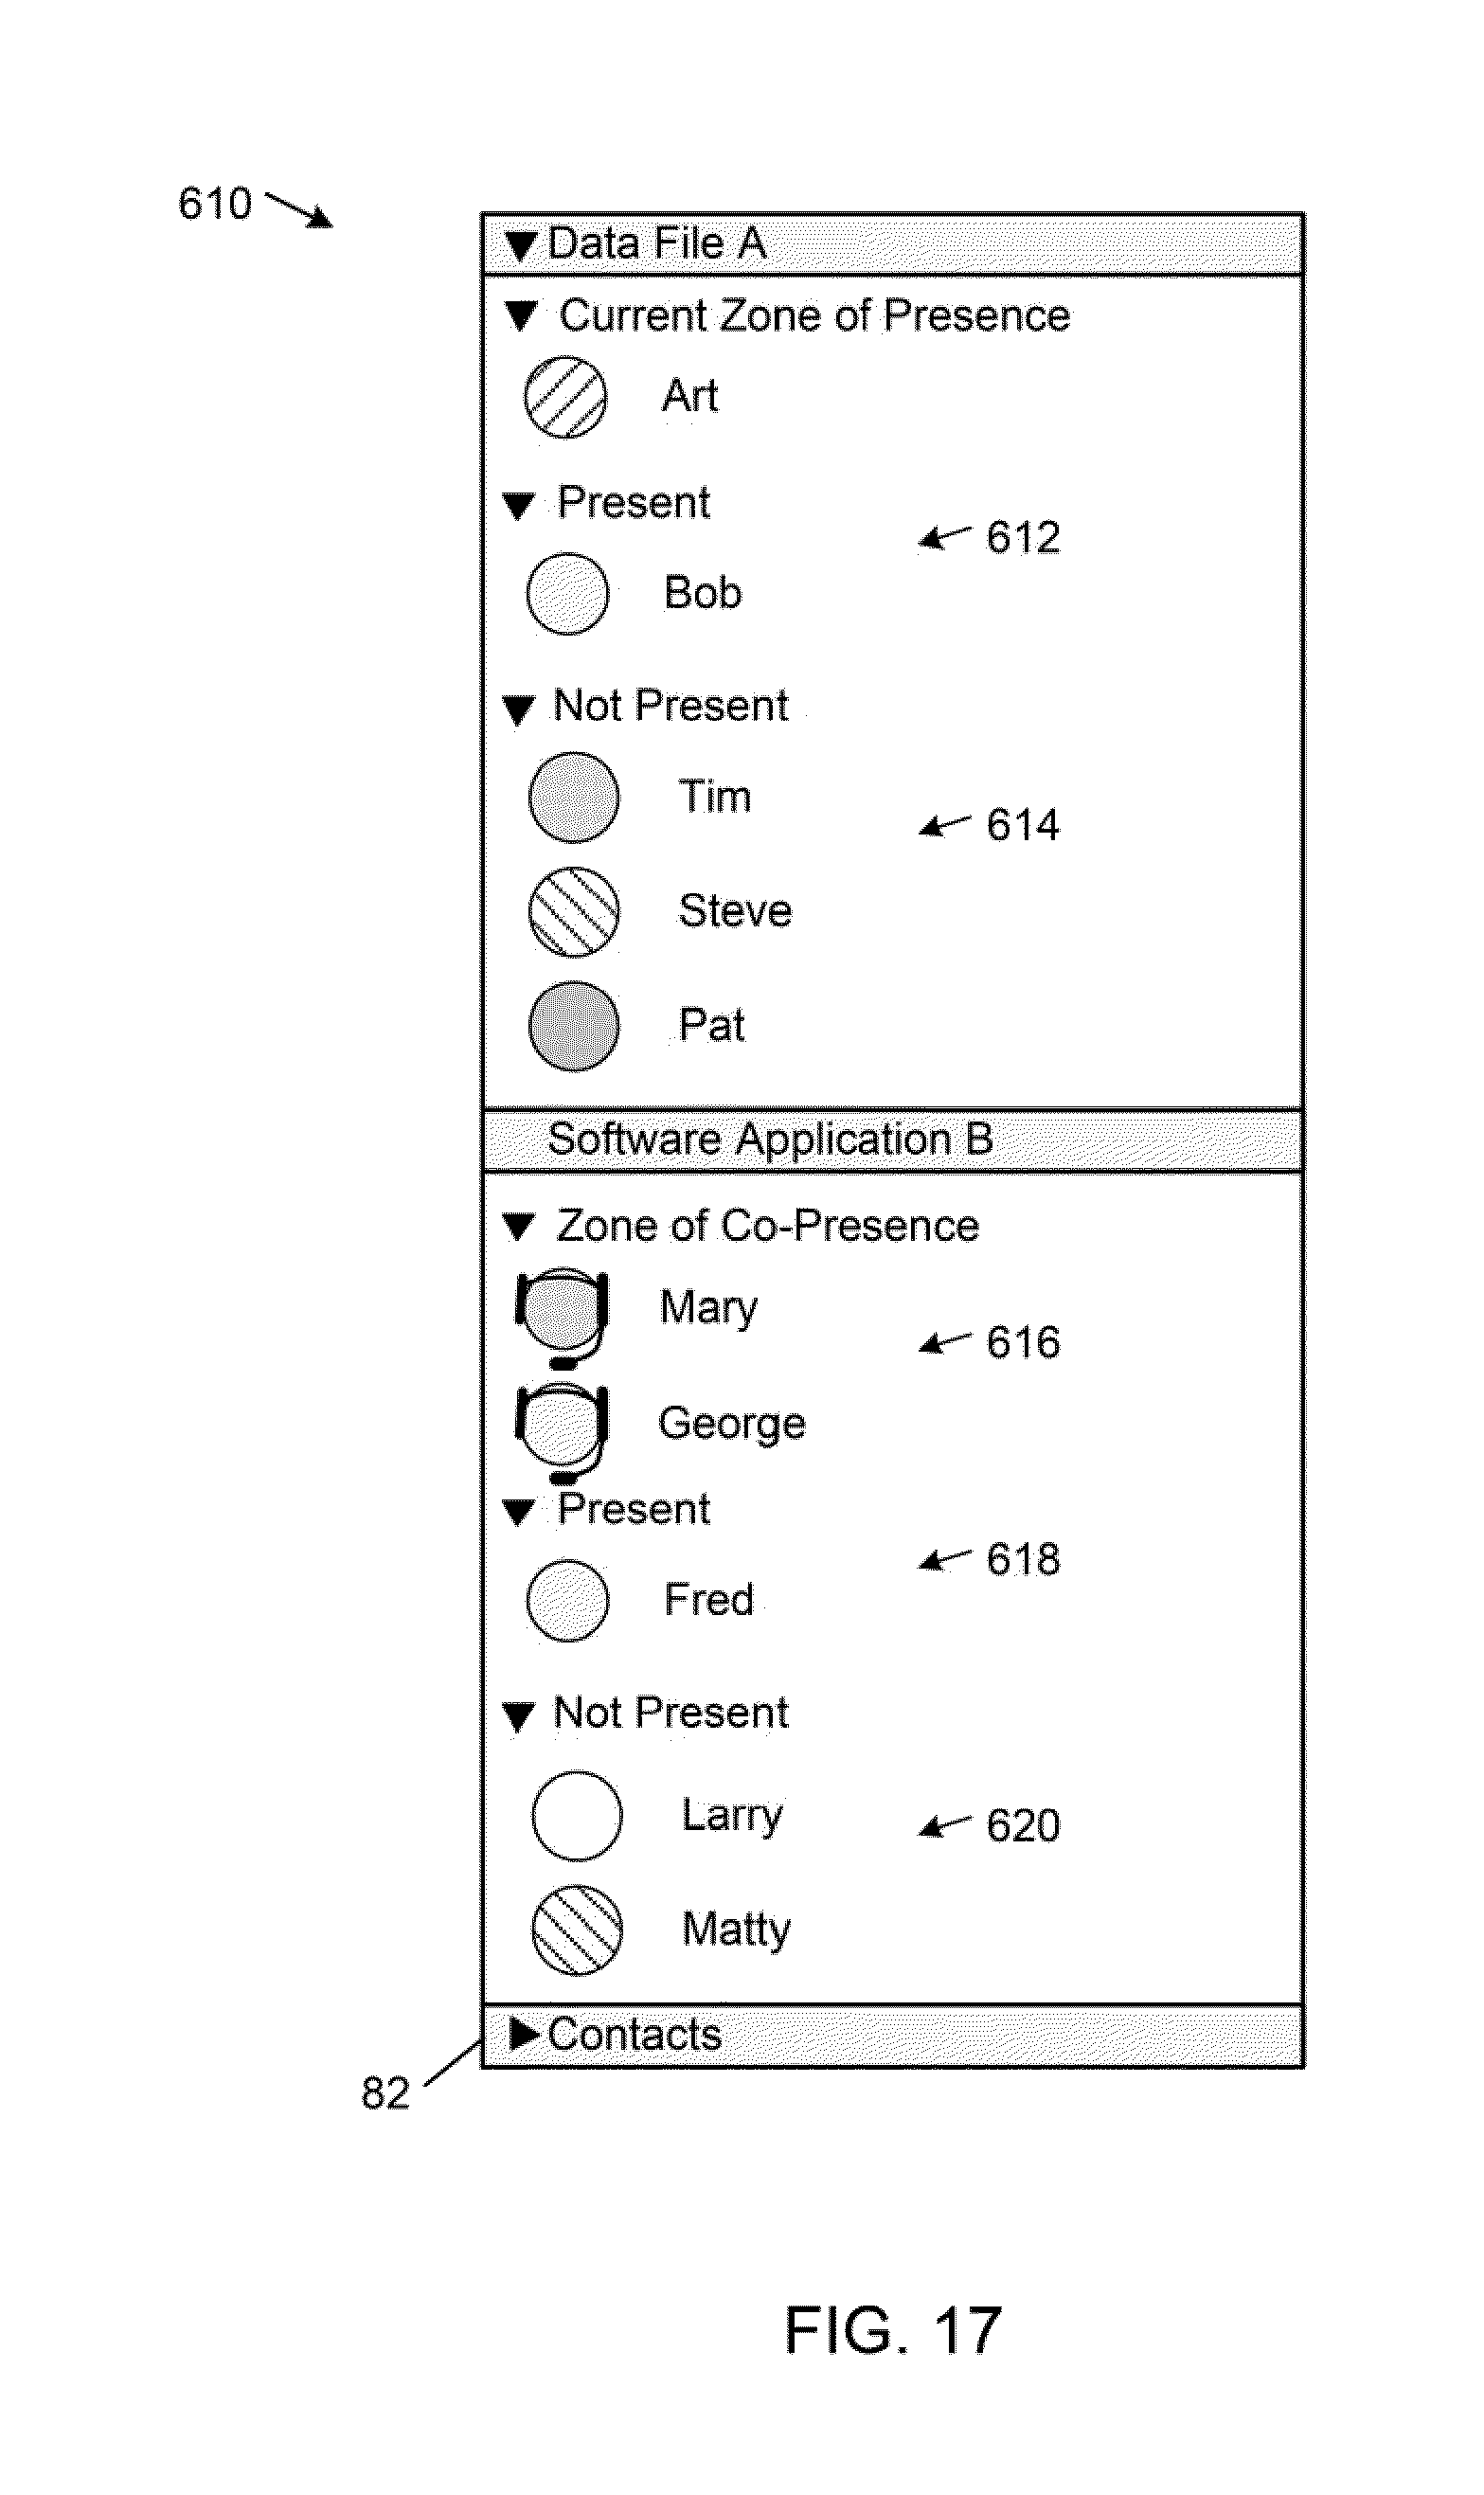 610
Data File A
Current Zone of Presence
Art
Present
612
Bob
Not Present
Tim
614
Steve
Pat
Software Application B
Zone of Co-Presence
Mary
616
George
Present
618
Fred
Not Present
Larry
620
Matty
Contacts
82
FIG. 17